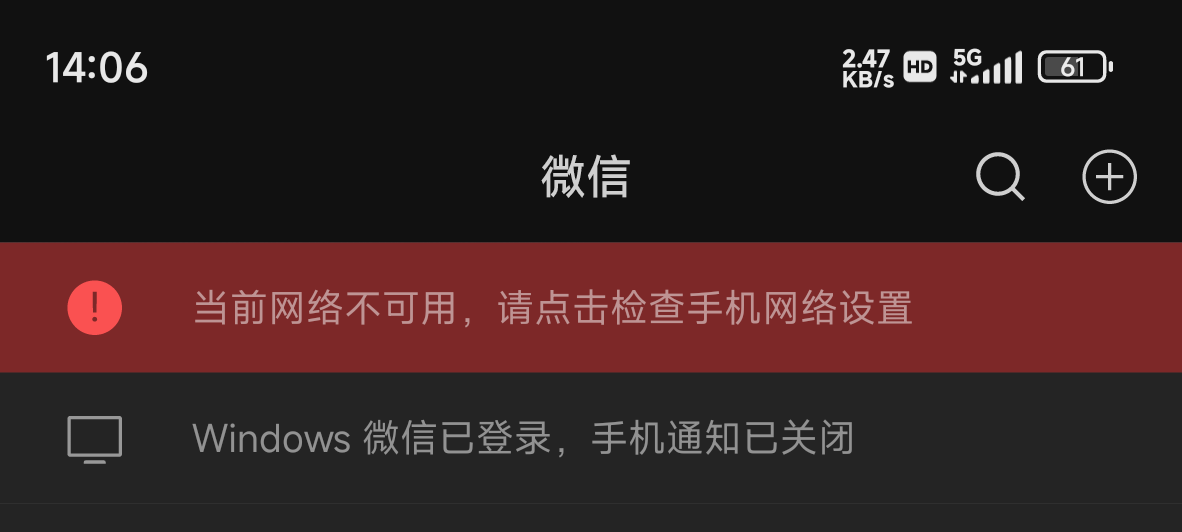 14:06
2.47 KB/s HD 5G 61
微信
当前网络不可用，请点击检查手机网络设置
Windows 微信已登录，手机通知已关闭